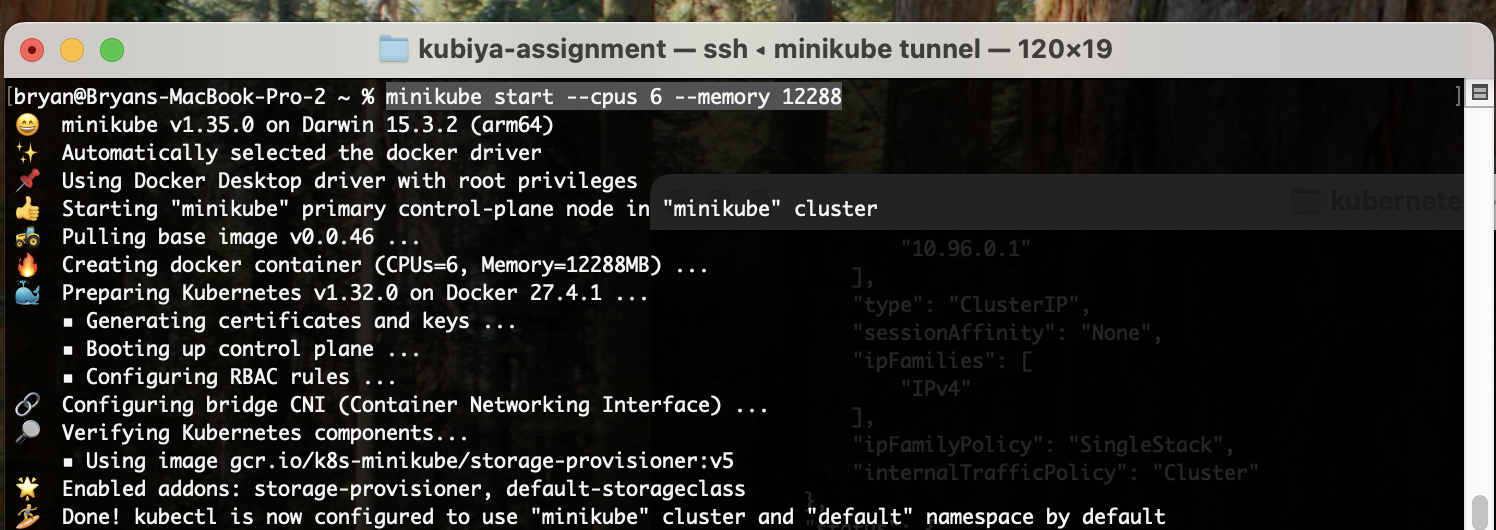 kubiya-assignment — ssh ◂ minikube tunnel — 120×19
[bryan@Bryans-MacBook-Pro-2 ~ % minikube start --cpus 6 --memory 12288 ]
😄 minikube v1.35.0 on Darwin 15.3.2 (arm64)
✨ Automatically selected the docker driver
📌 Using Docker Desktop driver with root privileges
👍 Starting "minikube" primary control-plane node in "minikube" cluster
🚜 Pulling base image v0.0.46 ...
🔥 Creating docker container (CPUs=6, Memory=12288MB) ...
🐳 Preparing Kubernetes v1.32.0 on Docker 27.4.1 ...
▪ Generating certificates and keys ...
▪ Booting up control plane ...
▪ Configuring RBAC rules ...
🔗 Configuring bridge CNI (Container Networking Interface) ...
🔎 Verifying Kubernetes components...
▪ Using image gcr.io/k8s-minikube/storage-provisioner:v5
🌟 Enabled addons: storage-provisioner, default-storageclass
🏄 Done! kubectl is now configured to use "minikube" cluster and "default" namespace by default
kubernete
"10.96.0.1"
],
"type": "ClusterIP",
"sessionAffinity": "None",
"ipFamilies": [
"IPv4"
],
"ipFamilyPolicy": "SingleStack",
"internalTrafficPolicy": "Cluster"
},